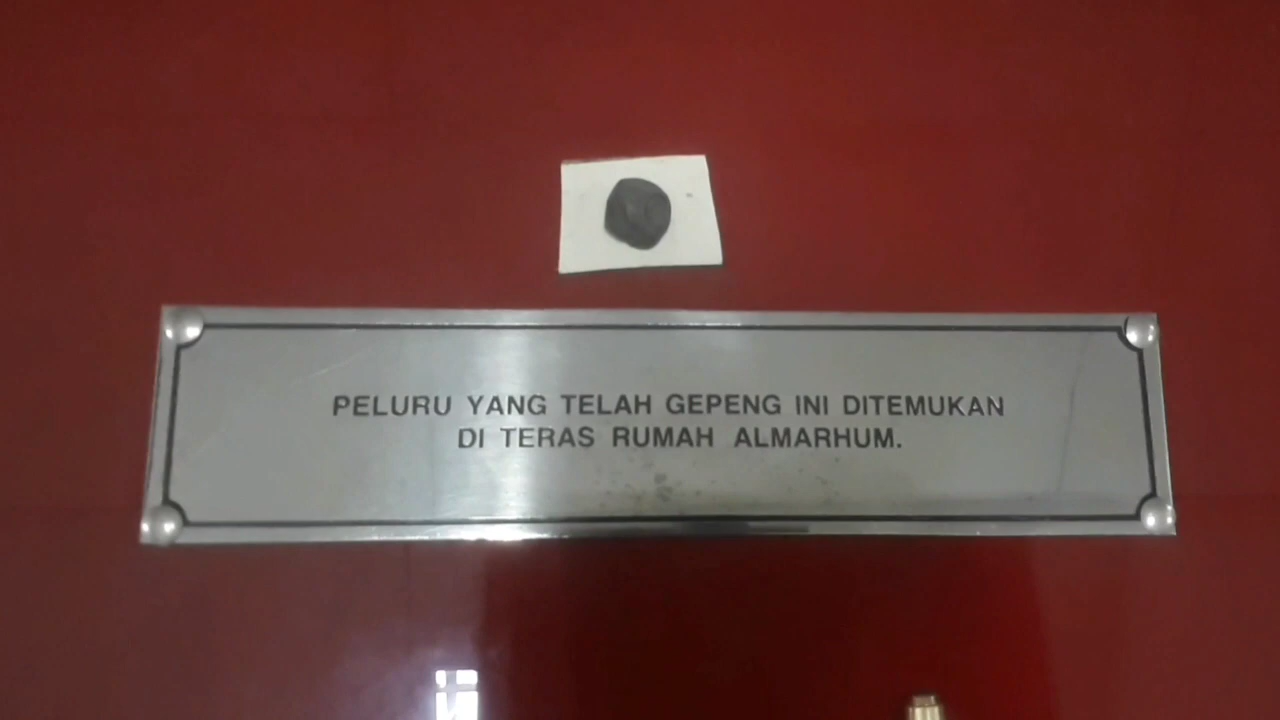 PELURU YANG TELAH GEPENG INI DITEMUKAN
DI TERAS RUMAH ALMARHUM.